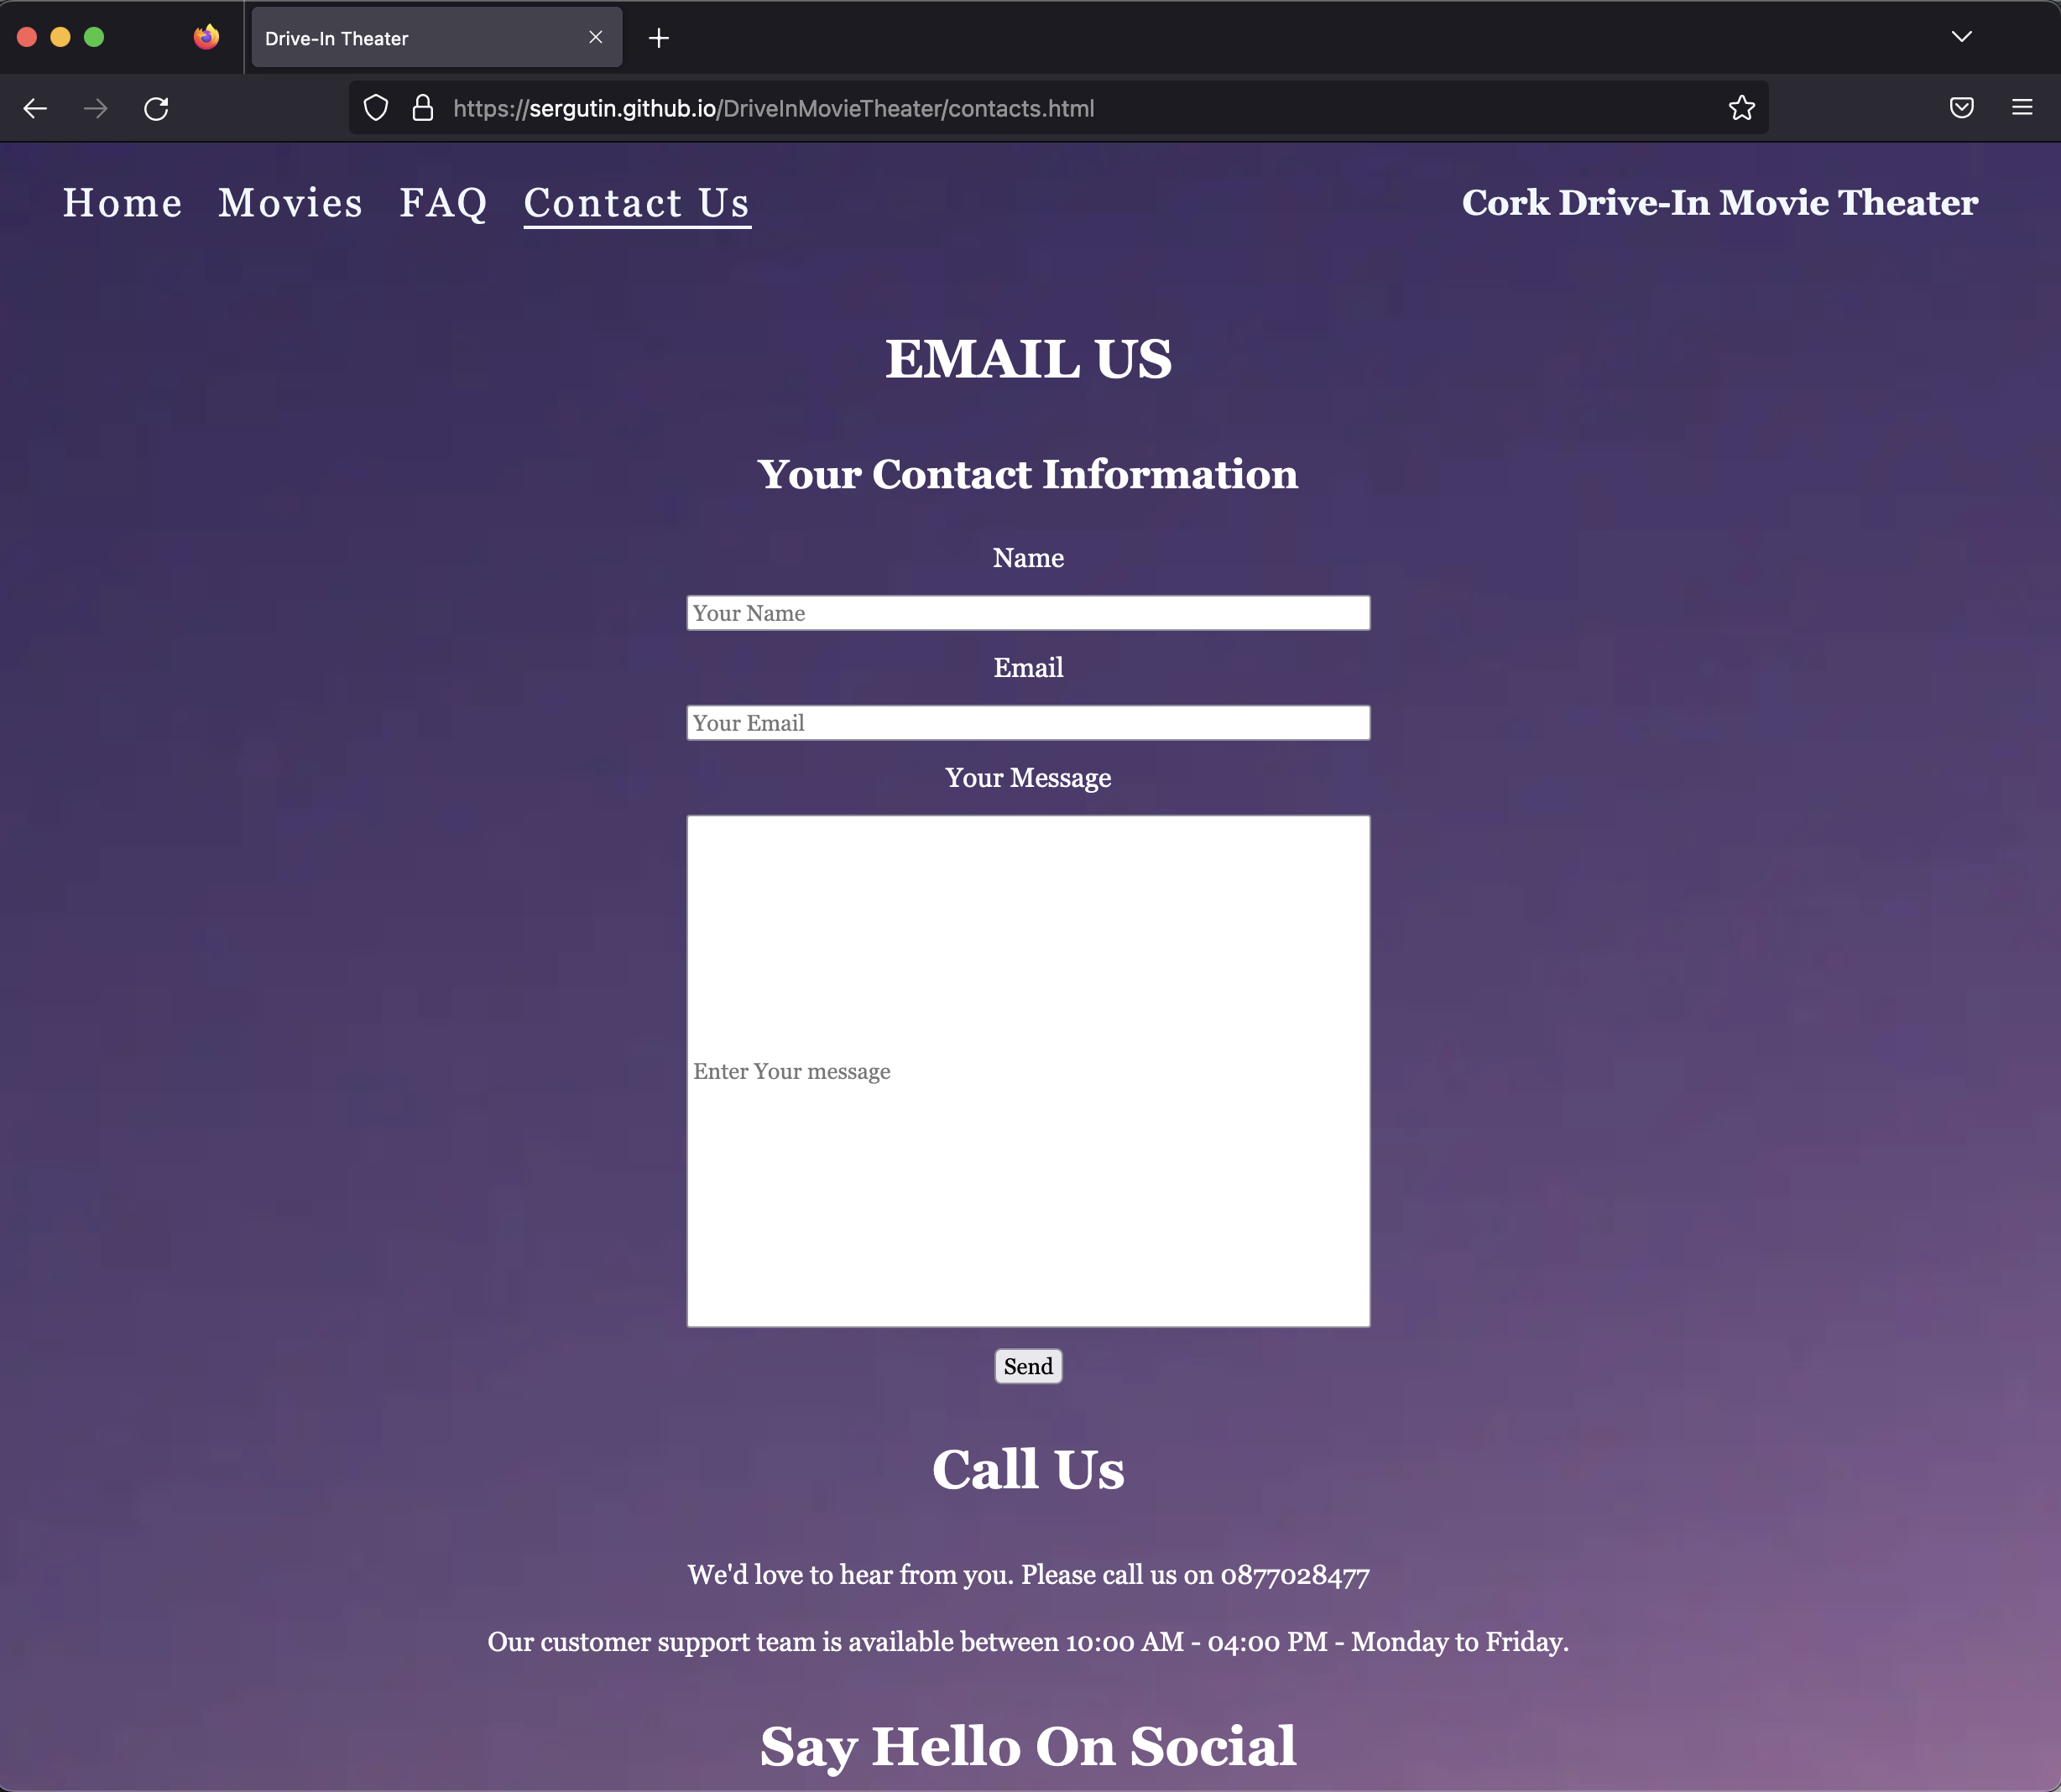 Drive-In Theater
https://sergutin.github.io/DriveInMovieTheater/contacts.html
Home Movies FAQ Contact Us Cork Drive-In Movie Theater
EMAIL US
Your Contact Information
Name
Your Name
Email
Your Email
Your Message
Enter Your message
Send
Call Us
We'd love to hear from you. Please call us on 0877028477
Our customer support team is available between 10:00 AM - 04:00 PM - Monday to Friday.
Say Hello On Social